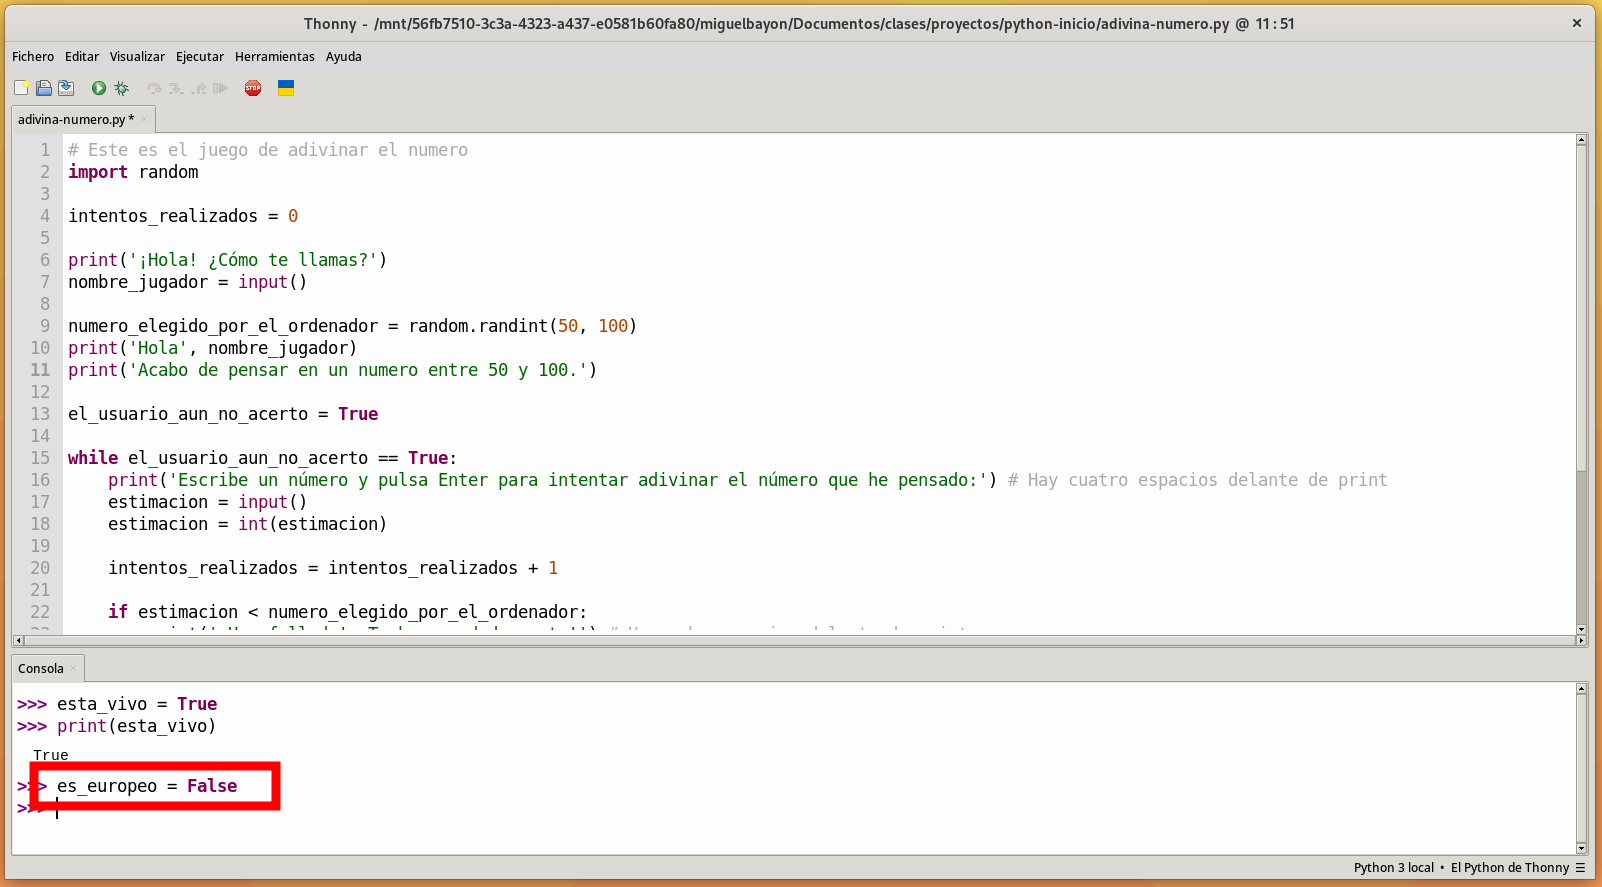 Thonny - /mnt/56fb7510-3c3a-4323-a437-e0581b60fa80/miguelbayon/Documentos/clases/proyectos/python-inicio/adivina-numero.py @ 11:51
Fichero Editar Visualizar Ejecutar Herramientas Ayuda
STOP
adivina-numero.py *
1 # Este es el juego de adivinar el numero
2 import random
3
4 intentos_realizados = 0
5
6 print('¡Hola! ¿Cómo te llamas?')
7 nombre_jugador = input()
8
9 numero_elegido_por_el_ordenador = random.randint(50, 100)
10 print('Hola', nombre_jugador)
11 print('Acabo de pensar en un numero entre 50 y 100.')
12
13 el_usuario_aun_no_acerto = True
14
15 while el_usuario_aun_no_acerto == True:
16     print('Escribe un número y pulsa Enter para intentar adivinar el número que he pensado:') # Hay cuatro espacios delante de print
17     estimacion = input()
18     estimacion = int(estimacion)
19
20     intentos_realizados = intentos_realizados + 1
21
22     if estimacion < numero_elegido_por_el_ordenador:
Consola
>>> esta_vivo = True
>>> print(esta_vivo)
True
>>> es_europeo = False
>>>
Python 3 local • El Python de Thonny ☰